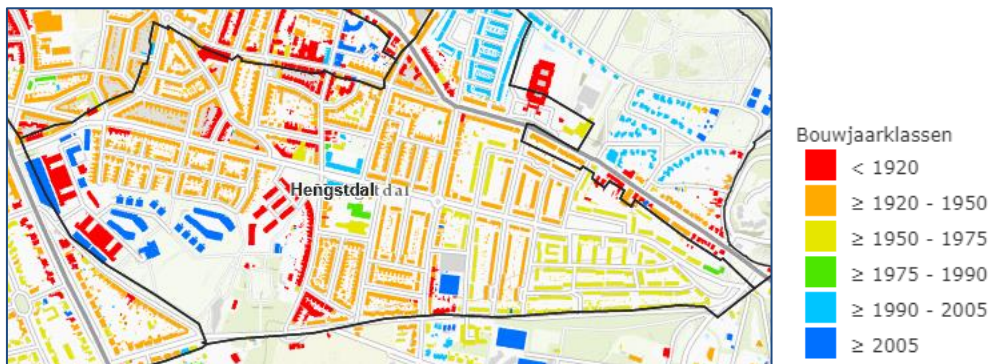 Hengstdal
Bouwjaarklassen
< 1920
≥ 1920 - 1950
≥ 1950 - 1975
≥ 1975 - 1990
≥ 1990 - 2005
≥ 2005